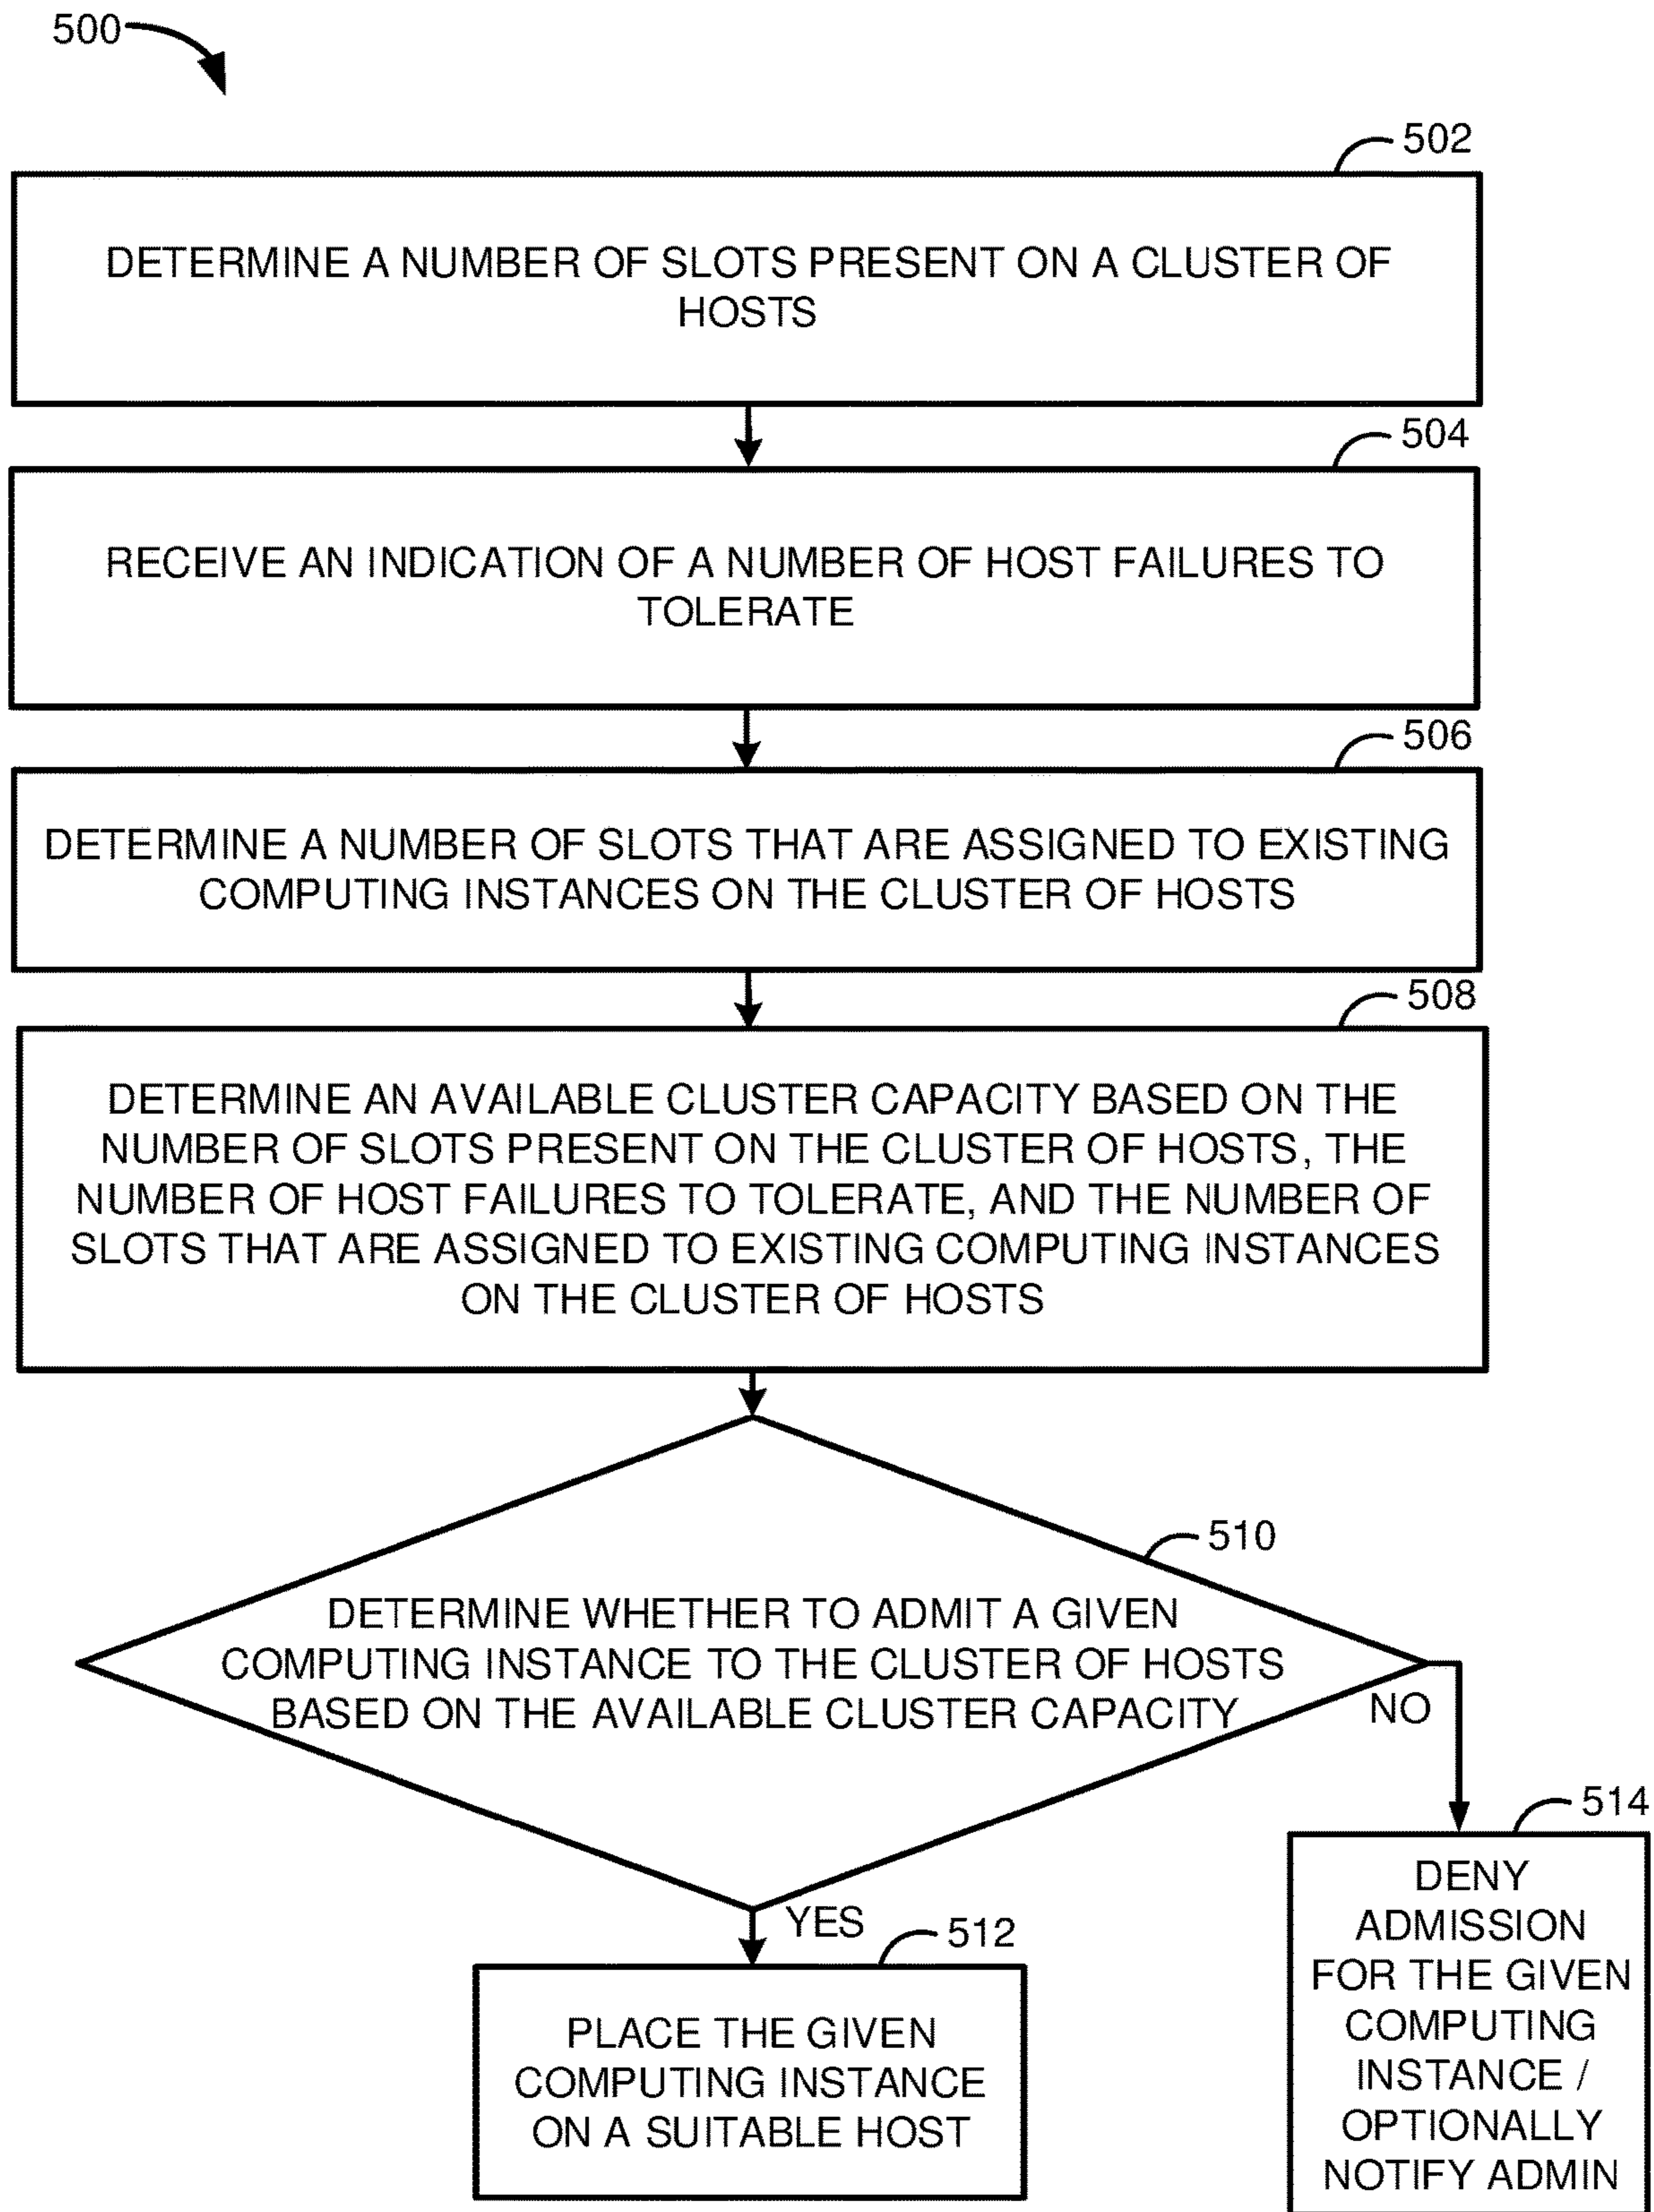 500
502
DETERMINE A NUMBER OF SLOTS PRESENT ON A CLUSTER OF
HOSTS
504
RECEIVE AN INDICATION OF A NUMBER OF HOST FAILURES TO
TOLERATE
506
DETERMINE A NUMBER OF SLOTS THAT ARE ASSIGNED TO EXISTING
COMPUTING INSTANCES ON THE CLUSTER OF HOSTS
508
DETERMINE AN AVAILABLE CLUSTER CAPACITY BASED ON THE
NUMBER OF SLOTS PRESENT ON THE CLUSTER OF HOSTS, THE
NUMBER OF HOST FAILURES TO TOLERATE, AND THE NUMBER OF
SLOTS THAT ARE ASSIGNED TO EXISTING COMPUTING INSTANCES
ON THE CLUSTER OF HOSTS
510
DETERMINE WHETHER TO ADMIT A GIVEN
COMPUTING INSTANCE TO THE CLUSTER OF HOSTS
BASED ON THE AVAILABLE CLUSTER CAPACITY
NO
YES
512
PLACE THE GIVEN
COMPUTING INSTANCE
ON A SUITABLE HOST
514
DENY
ADMISSION
FOR THE GIVEN
COMPUTING
INSTANCE /
OPTIONALLY
NOTIFY ADMIN